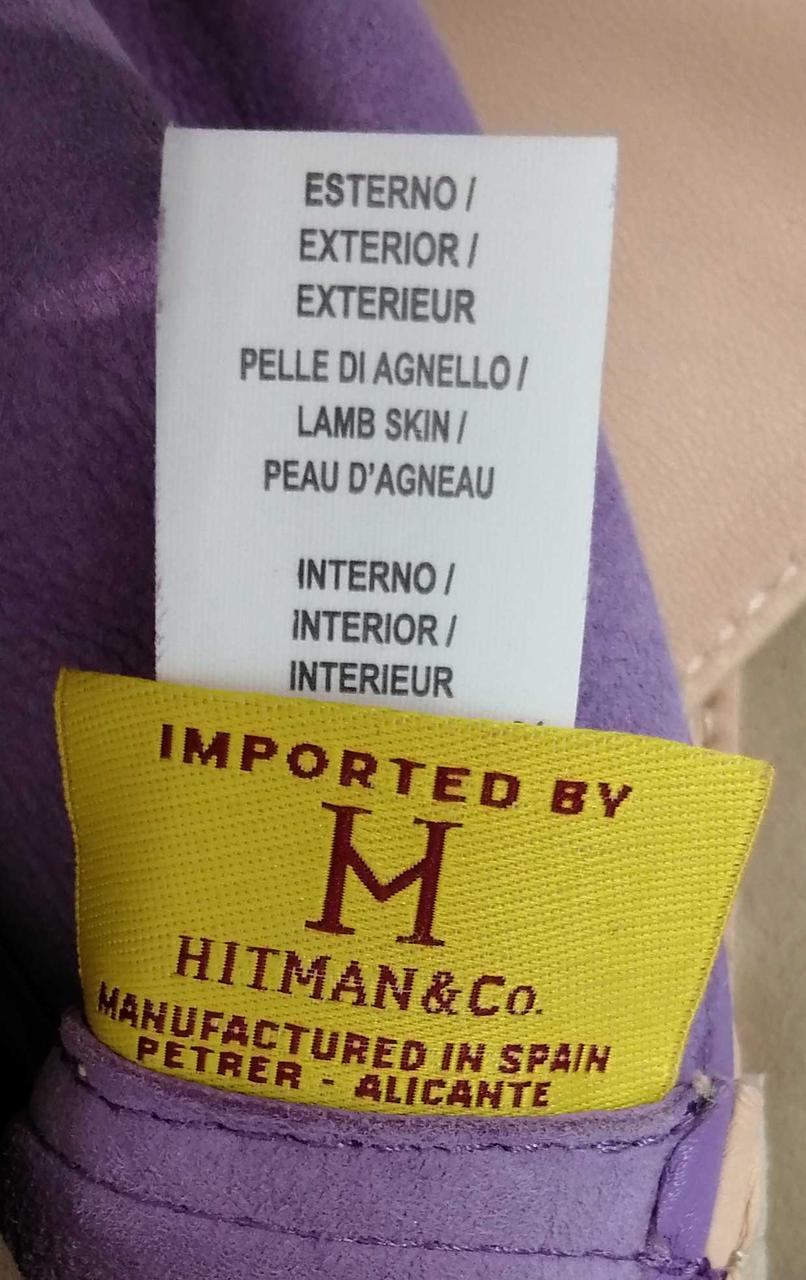 ESTERNO /
EXTERIOR /
EXTERIEUR
PELLE DI AGNELLO /
LAMB SKIN /
PEAU D'AGNEAU
INTERNO /
INTERIOR /
INTERIEUR
IMPORTED BY
H
HITMAN&Co.
MANUFACTURED IN SPAIN
PETRER - ALICANTE